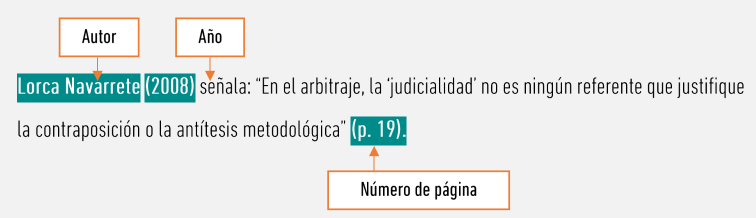 Autor Año
Lorca Navarrete (2008) señala: “En el arbitraje, la ‘judicialidad’ no es ningún referente que justifique
la contraposición o la antítesis metodológica” (p. 19).
Número de página